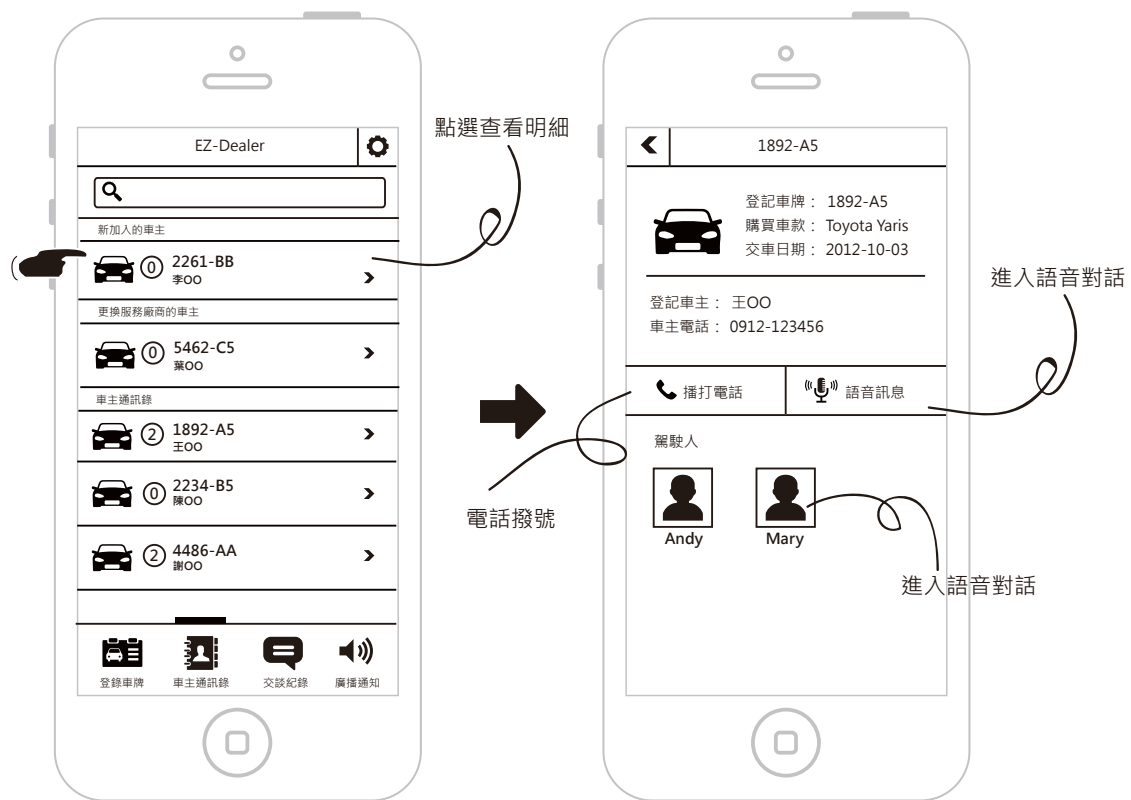 點選查看明細
EZ-Dealer
新加入的車主
0 2261-BB
李OO
更換服務廠商的車主
0 5462-C5
葉OO
車主通訊錄
2 1892-A5
王OO
0 2234-B5
陳OO
2 4486-AA
謝OO
登錄車牌 車主通訊錄 交談紀錄 廣播通知
1892-A5
登記車牌： 1892-A5
購買車款： Toyota Yaris
交車日期： 2012-10-03
登記車主： 王OO
車主電話： 0912-123456
進入語音對話
播打電話 語音訊息
駕駛人
電話撥號
Andy Mary
進入語音對話